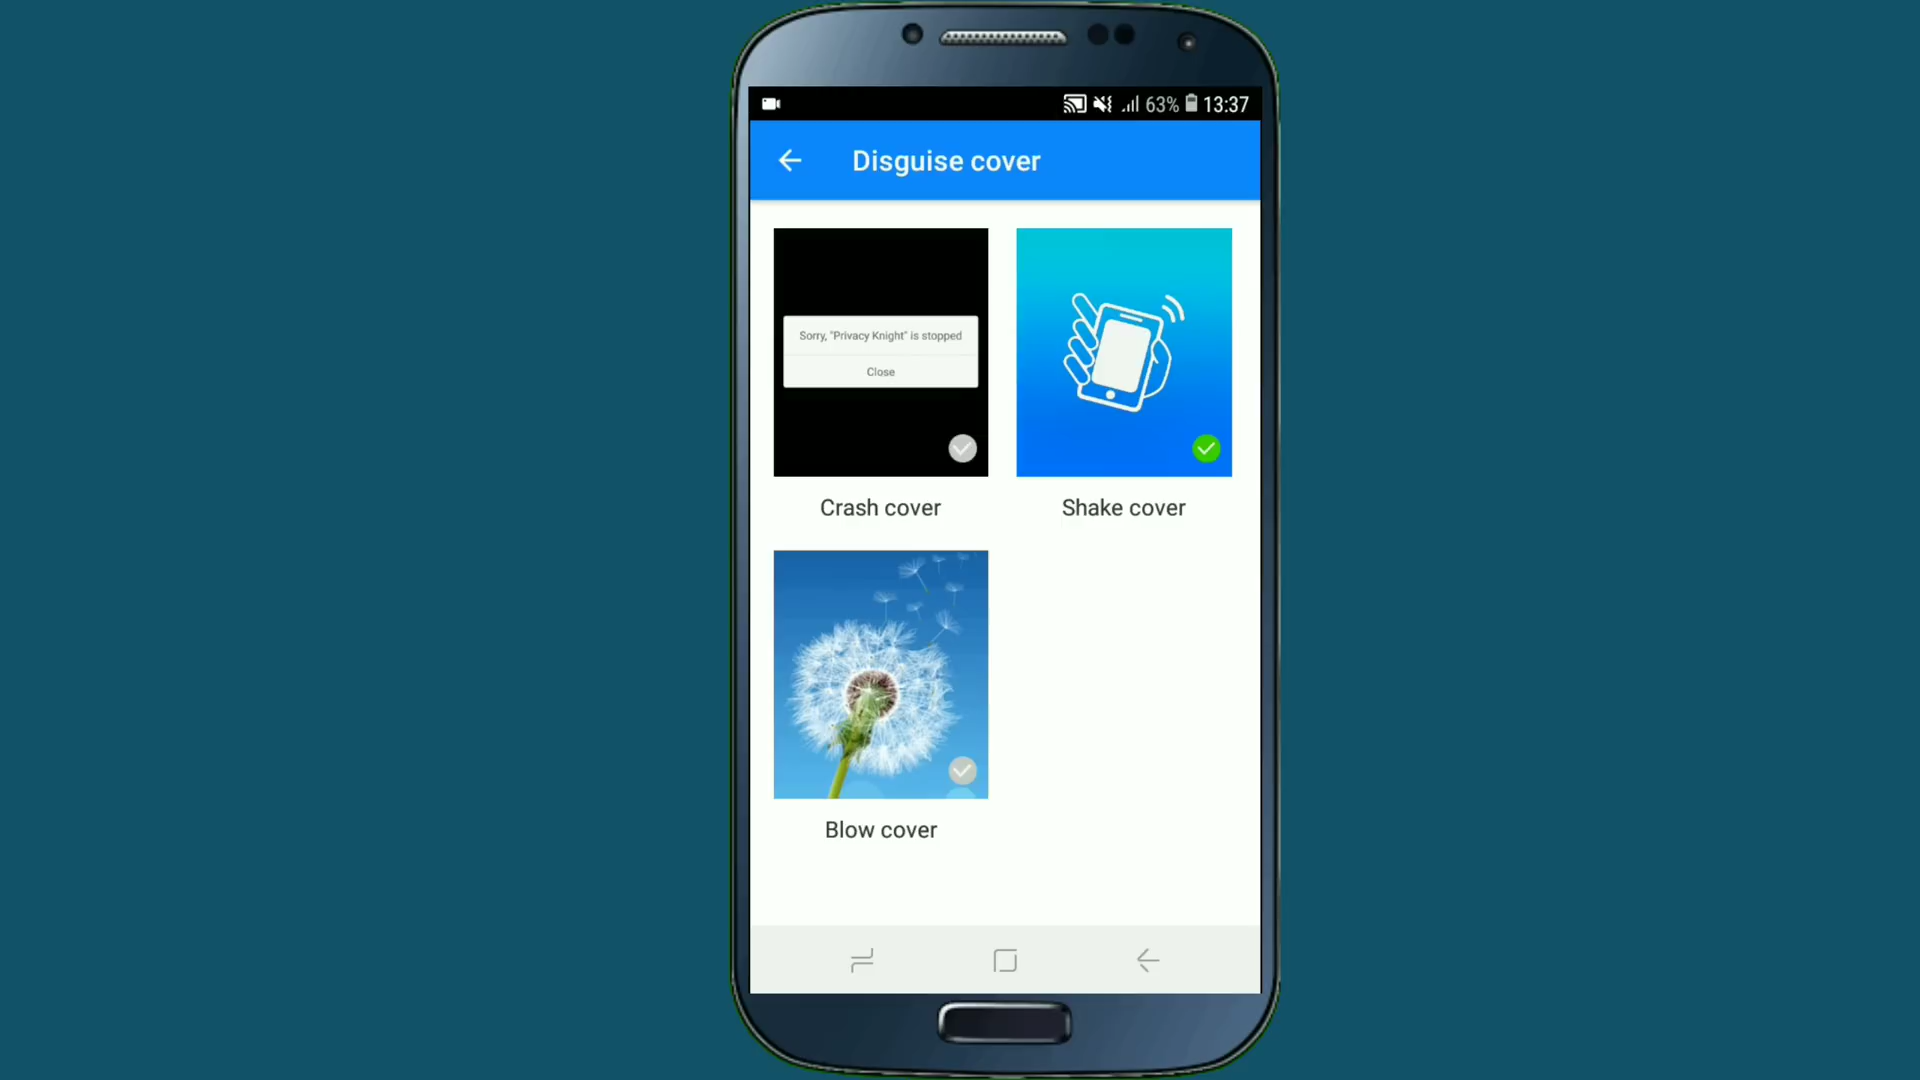 63% 13:37
Disguise cover
Sorry, "Privacy Knight" is stopped
Close
Crash cover
Shake cover
Blow cover